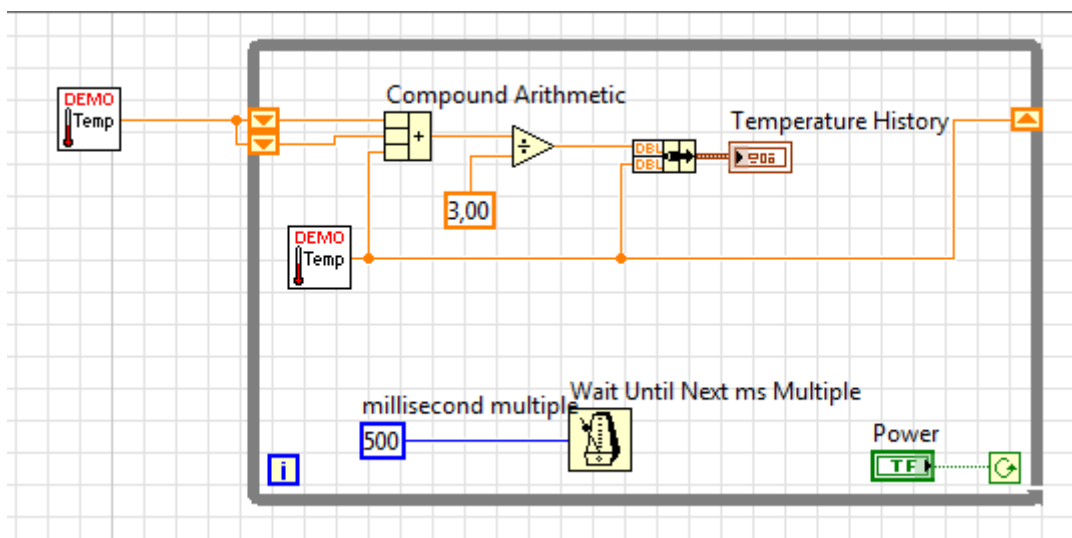 DEMO
Temp
Compound Arithmetic
+
÷
3,00
DBL
DBL
Temperature History
DEMO
Temp
millisecond multiple
500
Wait Until Next ms Multiple
Power
TF
i